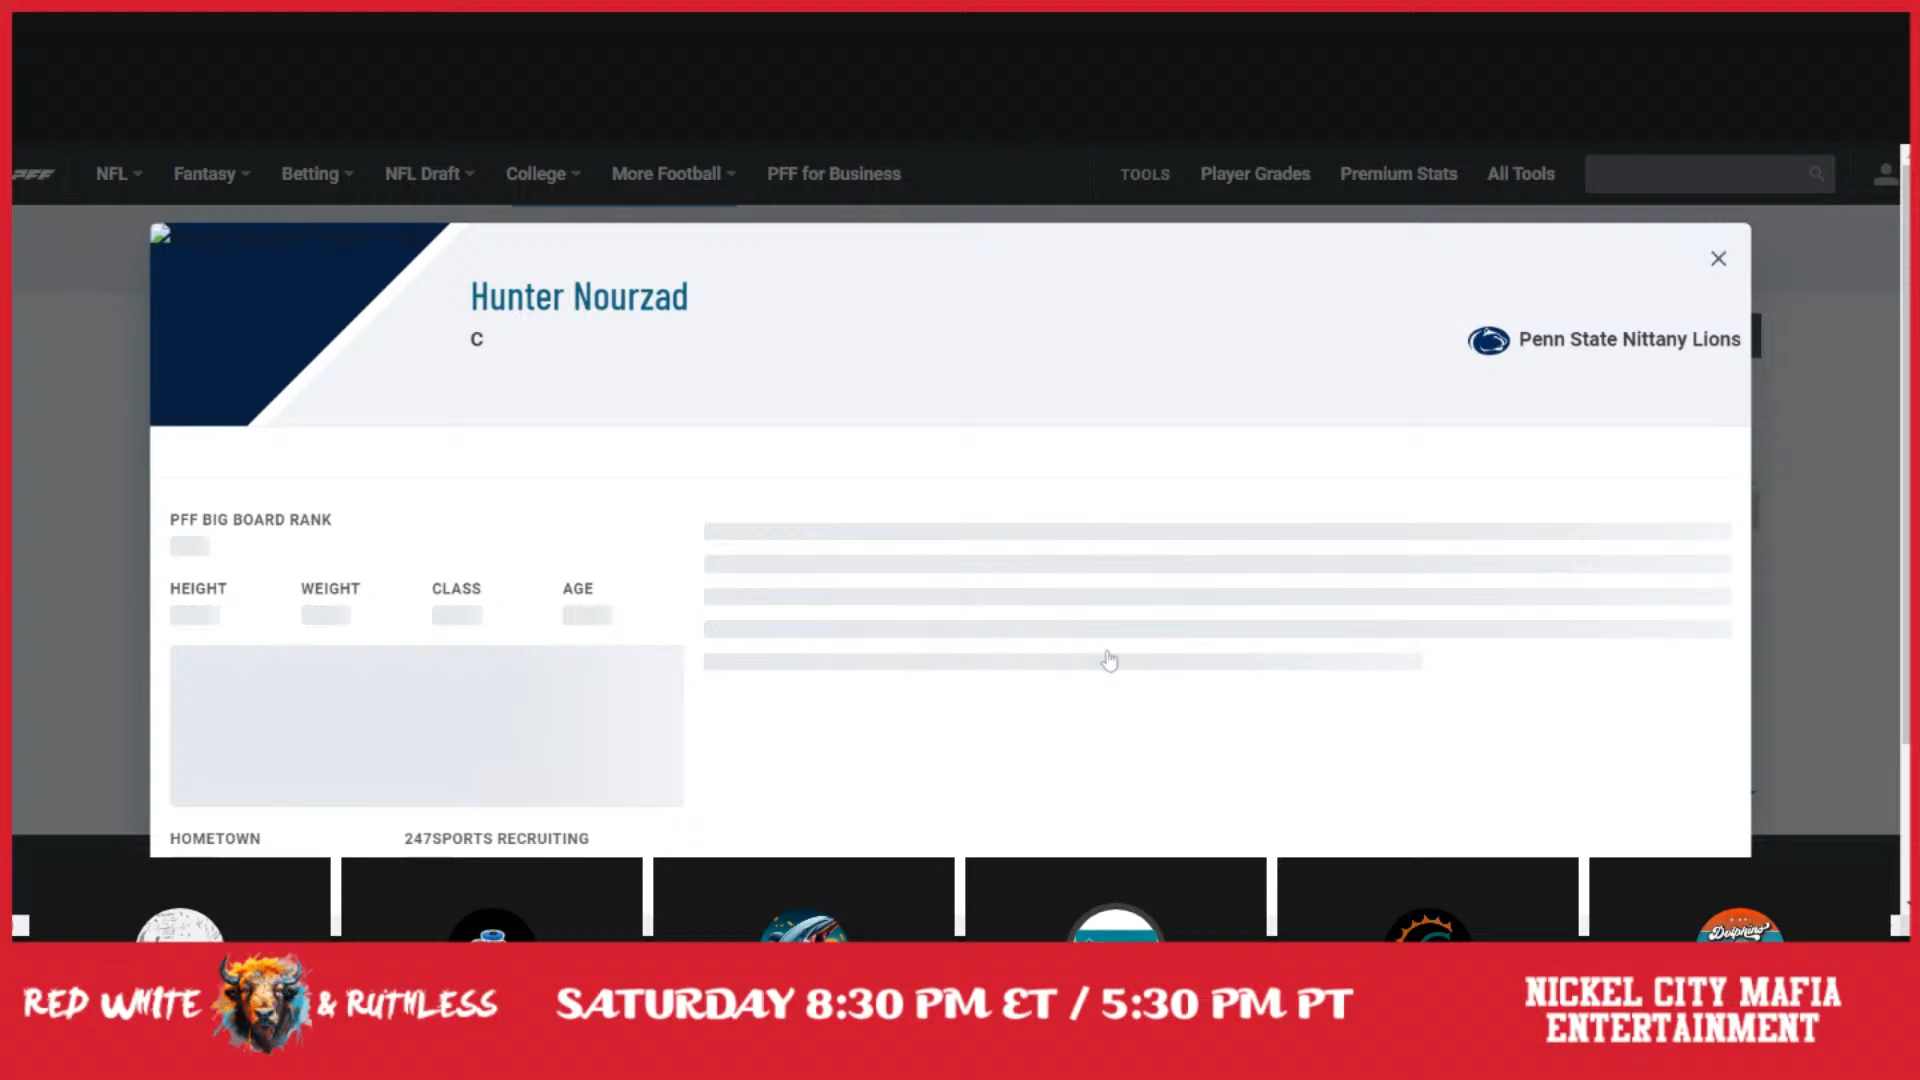 PFF NFL Fantasy Betting NFL Draft College More Football PFF for Business TOOLS Player Grades Premium Stats All Tools
Hunter Nourzad
C
Penn State Nittany Lions
PFF BIG BOARD RANK
HEIGHT WEIGHT CLASS AGE
HOMETOWN 247SPORTS RECRUITING
Dolphins
RED WHITE & RUTHLESS
SATURDAY 8:30 PM ET / 5:30 PM PT
NICKEL CITY MAFIA
ENTERTAINMENT